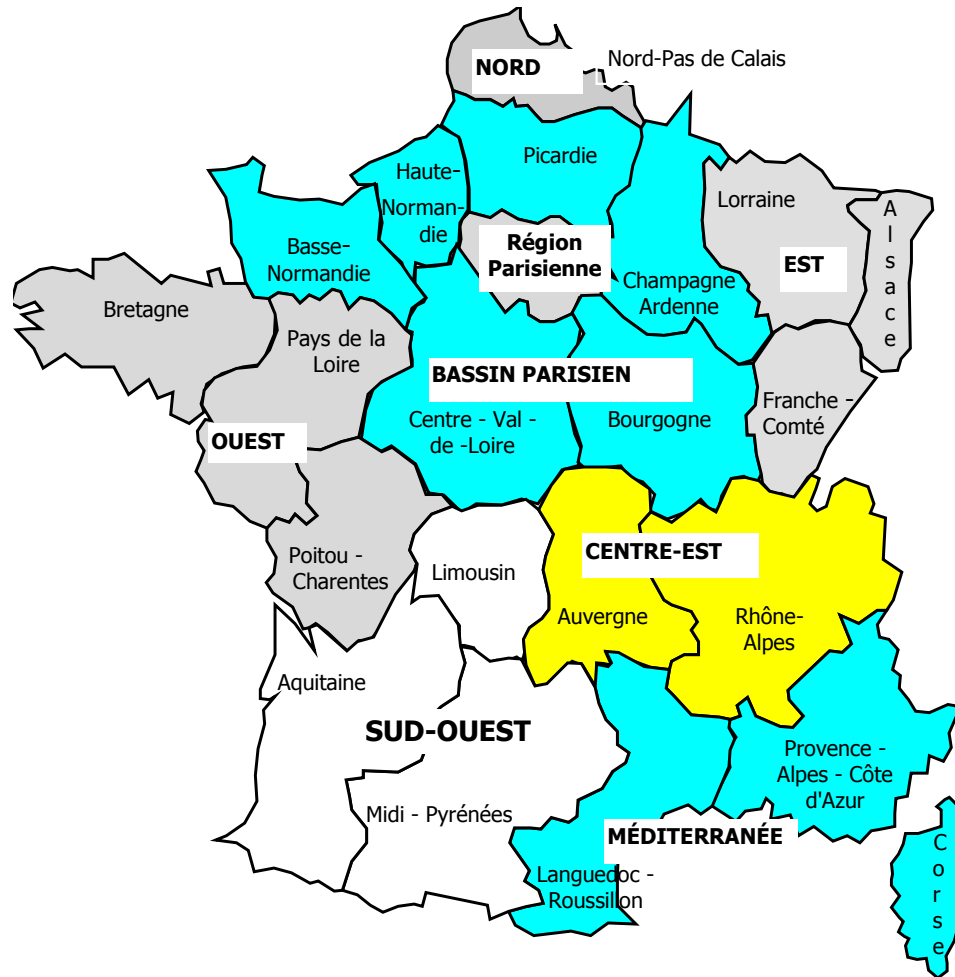 Nord-Pas de Calais
NORD
Picardie
Haute-
Norman-
die
Lorraine
A
l
s
a
c
e
Région
Parisienne
EST
Basse-
Normandie
Champagne
Ardenne
Bretagne
Pays de la
Loire
BASSIN PARISIEN
Franche -
Comté
Centre - Val -
de -Loire
Bourgogne
OUEST
CENTRE-EST
Poitou -
Charentes
Limousin
Auvergne
Rhône-
Alpes
Aquitaine
SUD-OUEST
Provence -
Alpes - Côte
d'Azur
Midi - Pyrénées
MÉDITERRANÉE
Languedoc -
Roussillon
C
o
r
s
e